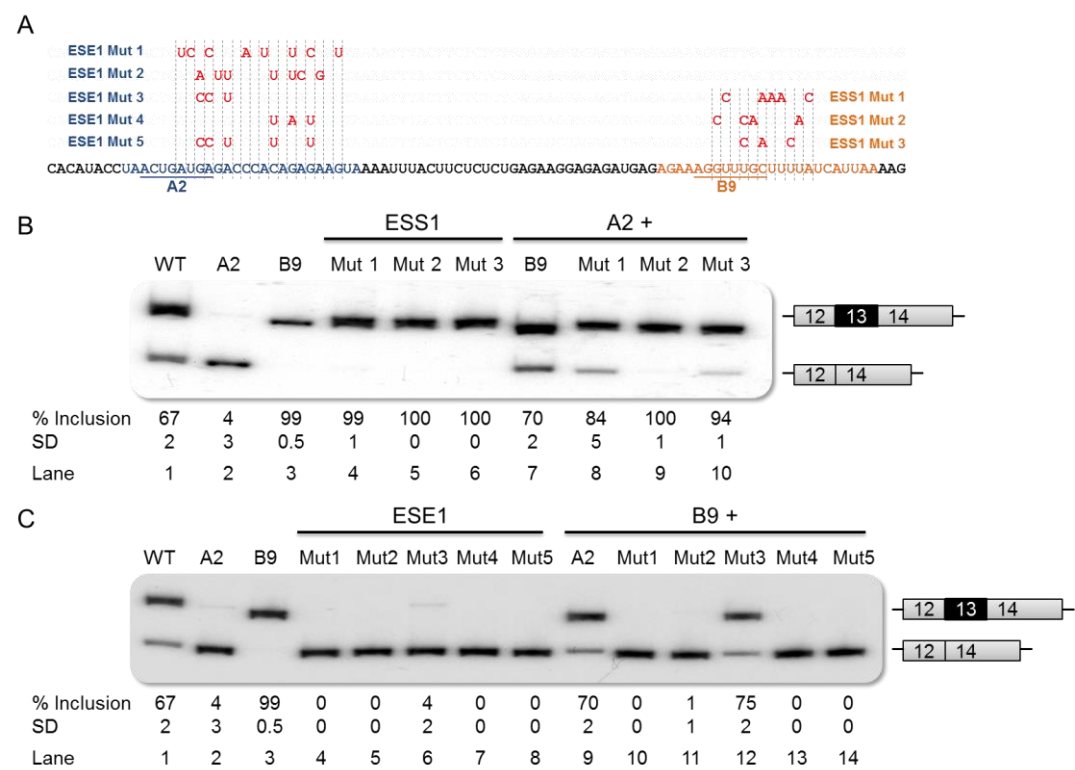 A
ESE1 Mut 1 UC C A U U C U
ESE1 Mut 2 A UU U UC G
ESE1 Mut 3 CC U C AAA C ESS1 Mut 1
ESE1 Mut 4 U A U C CA A ESS1 Mut 2
ESE1 Mut 5 CC U U U C A C ESS1 Mut 3
CACAUACCUAACUGAUGAGACCCACAGAGAAGUAAAAUUUACUUCUCUCUGAGAAGGAGAGAUGAGAGAAAGGUUUGCUUUUAUCAUUAAAAG
A2 B9
B
ESS1 A2 +
WT A2 B9 Mut 1 Mut 2 Mut 3 B9 Mut 1 Mut 2 Mut 3
12 13 14
12 14
% Inclusion 67 4 99 99 100 100 70 84 100 94
SD 2 3 0.5 1 0 0 2 5 1 1
Lane 1 2 3 4 5 6 7 8 9 10
C
ESE1 B9 +
WT A2 B9 Mut1 Mut2 Mut3 Mut4 Mut5 A2 Mut1 Mut2 Mut3 Mut4 Mut5
12 13 14
12 14
% Inclusion 67 4 99 0 0 4 0 0 70 0 1 75 0 0
SD 2 3 0.5 0 0 2 0 0 2 0 1 2 0 0
Lane 1 2 3 4 5 6 7 8 9 10 11 12 13 14